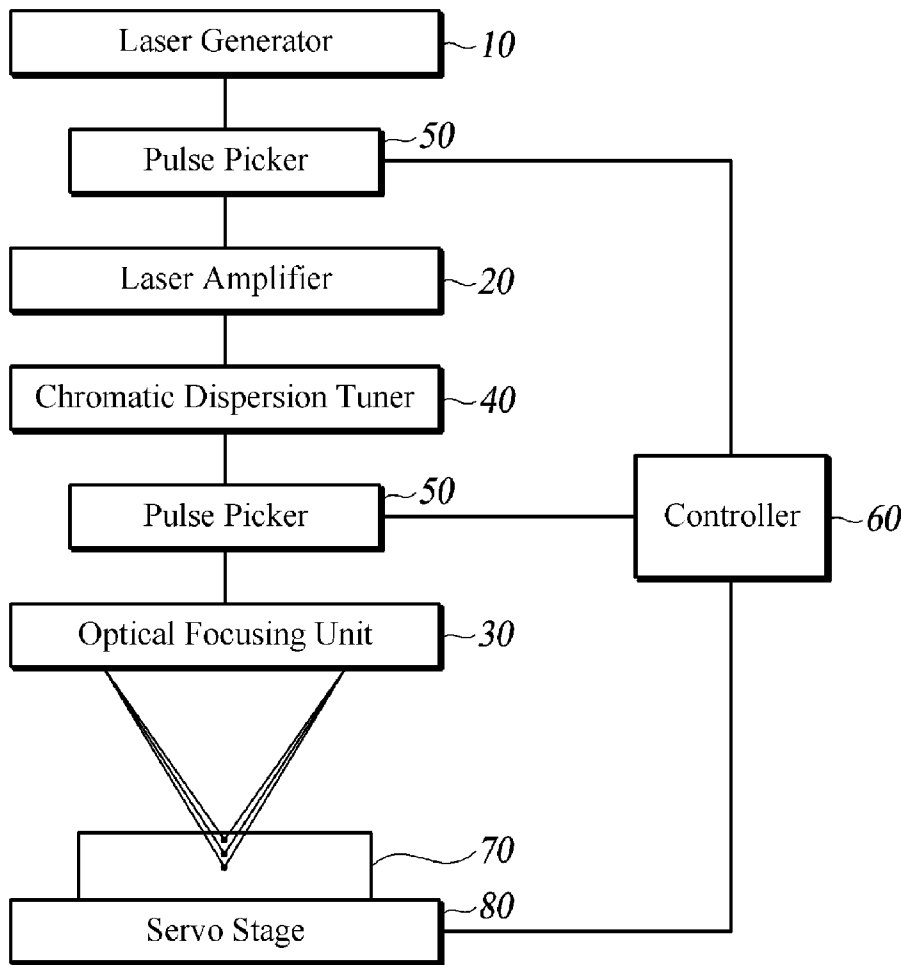 Laser Generator
10
50
Pulse Picker
Laser Amplifier
20
Chromatic Dispersion Tuner
40
50
Pulse Picker
Controller
60
Optical Focusing Unit
30
70
80
Servo Stage